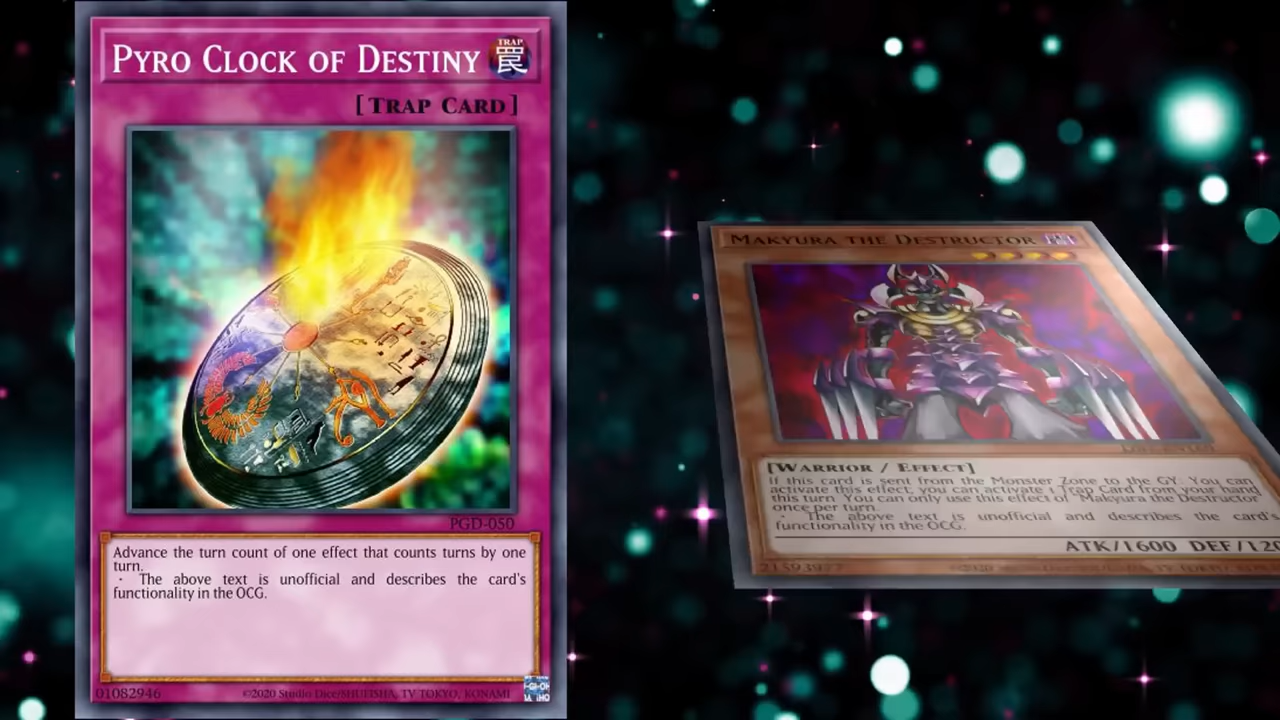 PYRO CLOCK OF DESTINY
TRAP
罠
[TRAP CARD]
PGD-050
Advance the turn count of one effect that counts turns by one
turn.
· The above text is unofficial and describes the card's
functionality in the OCG.
01082946
©2020 Studio Dice/SHUEISHA, TV TOKYO, KONAMI
MAKYURA THE DESTRUCTOR
[WARRIOR / EFFECT]
If this card is sent from the Monster Zone to the GY: You can
activate this effect; you can activate 1 Trap Card from your hand
this turn. You can only use this effect of "Makyura the Destructor"
once per turn.
· The above text is unofficial and describes the card's
functionality in the OCG.
ATK/1600 DEF/120